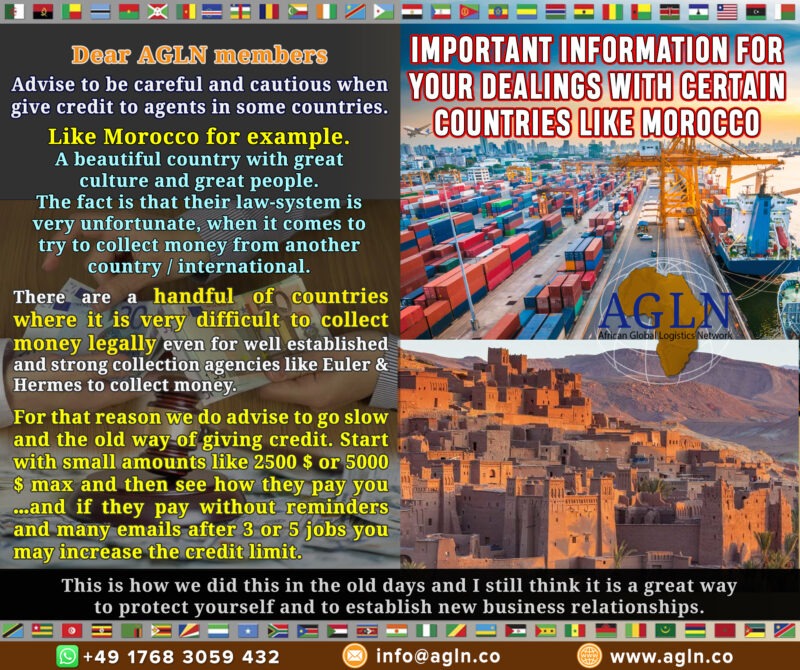 Dear AGLN members
Advise to be careful and cautious when
give credit to agents in some countries.
Like Morocco for example.
A beautiful country with great
culture and great people.
The fact is that their law-system is
very unfortunate, when it comes to
try to collect money from another
country / international.
There are a handful of countries
where it is very difficult to collect
money legally even for well established
and strong collection agencies like Euler &
Hermes to collect money.
For that reason we do advise to go slow
and the old way of giving credit. Start
with small amounts like 2500 $ or 5000
$ max and then see how they pay you
...and if they pay without reminders
and many emails after 3 or 5 jobs you
may increase the credit limit.
IMPORTANT INFORMATION FOR
YOUR DEALINGS WITH CERTAIN
COUNTRIES LIKE MOROCCO
AGLN
African Global Logistics Network
This is how we did this in the old days and I still think it is a great way
to protect yourself and to establish new business relationships.
+49 1768 3059 432
info@agln.co
www.agln.co